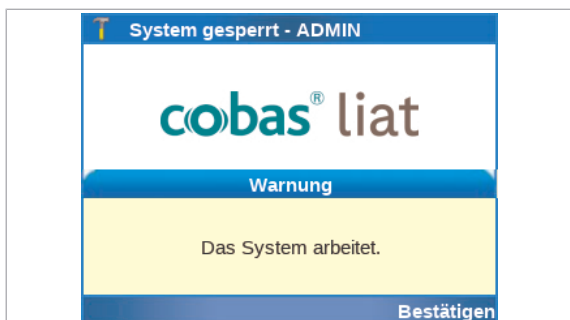 System gesperrt - ADMIN
cobas® liat
Warnung
Das System arbeitet.
Bestätigen